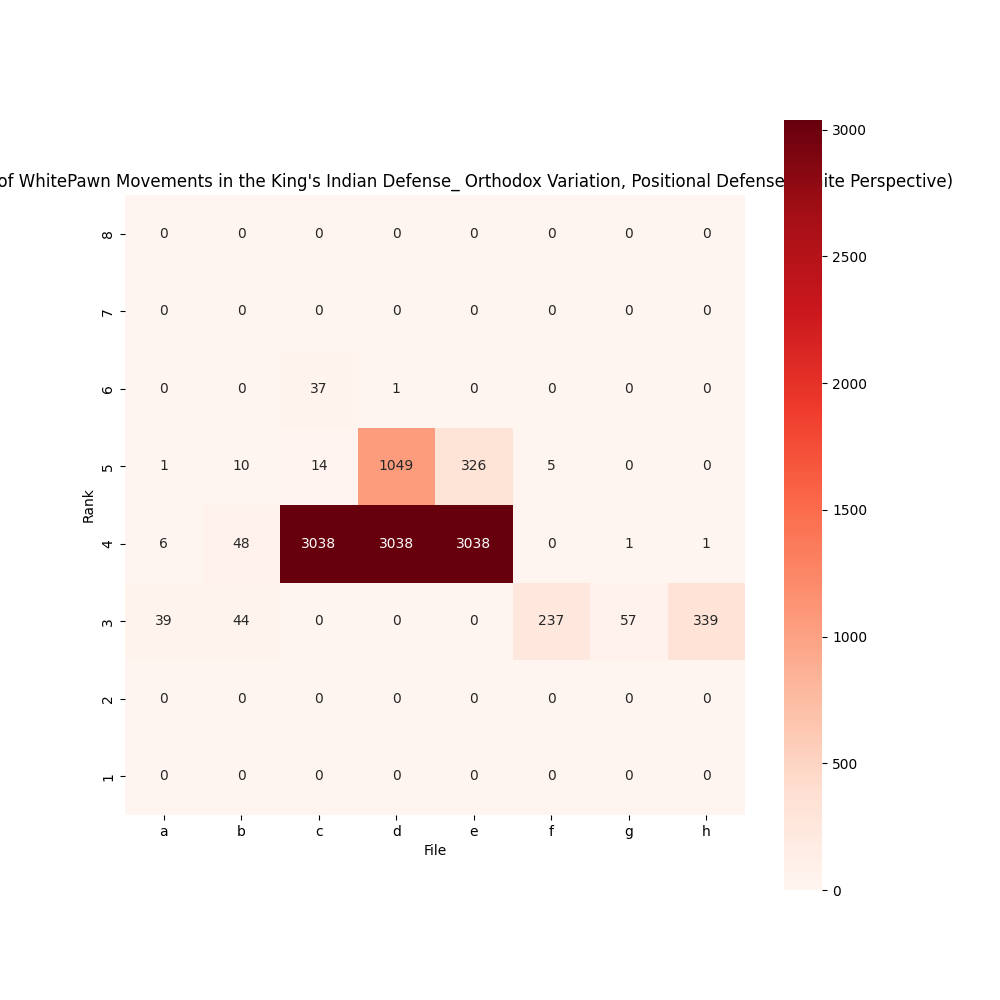 of WhitePawn Movements in the King's Indian Defense_ Orthodox Variation, Positional Defense ite Perspective)
8 0 0 0 0 0 0 0 0
7 0 0 0 0 0 0 0 0
6 0 0 37 1 0 0 0 0
5 1 10 14 1049 326 5 0 0
4 6 48 3038 3038 3038 0 1 1
3 39 44 0 0 0 237 57 339
2 0 0 0 0 0 0 0 0
1 0 0 0 0 0 0 0 0
a b c d e f g h
File
Rank
3000
2500
2000
1500
1000
500
0